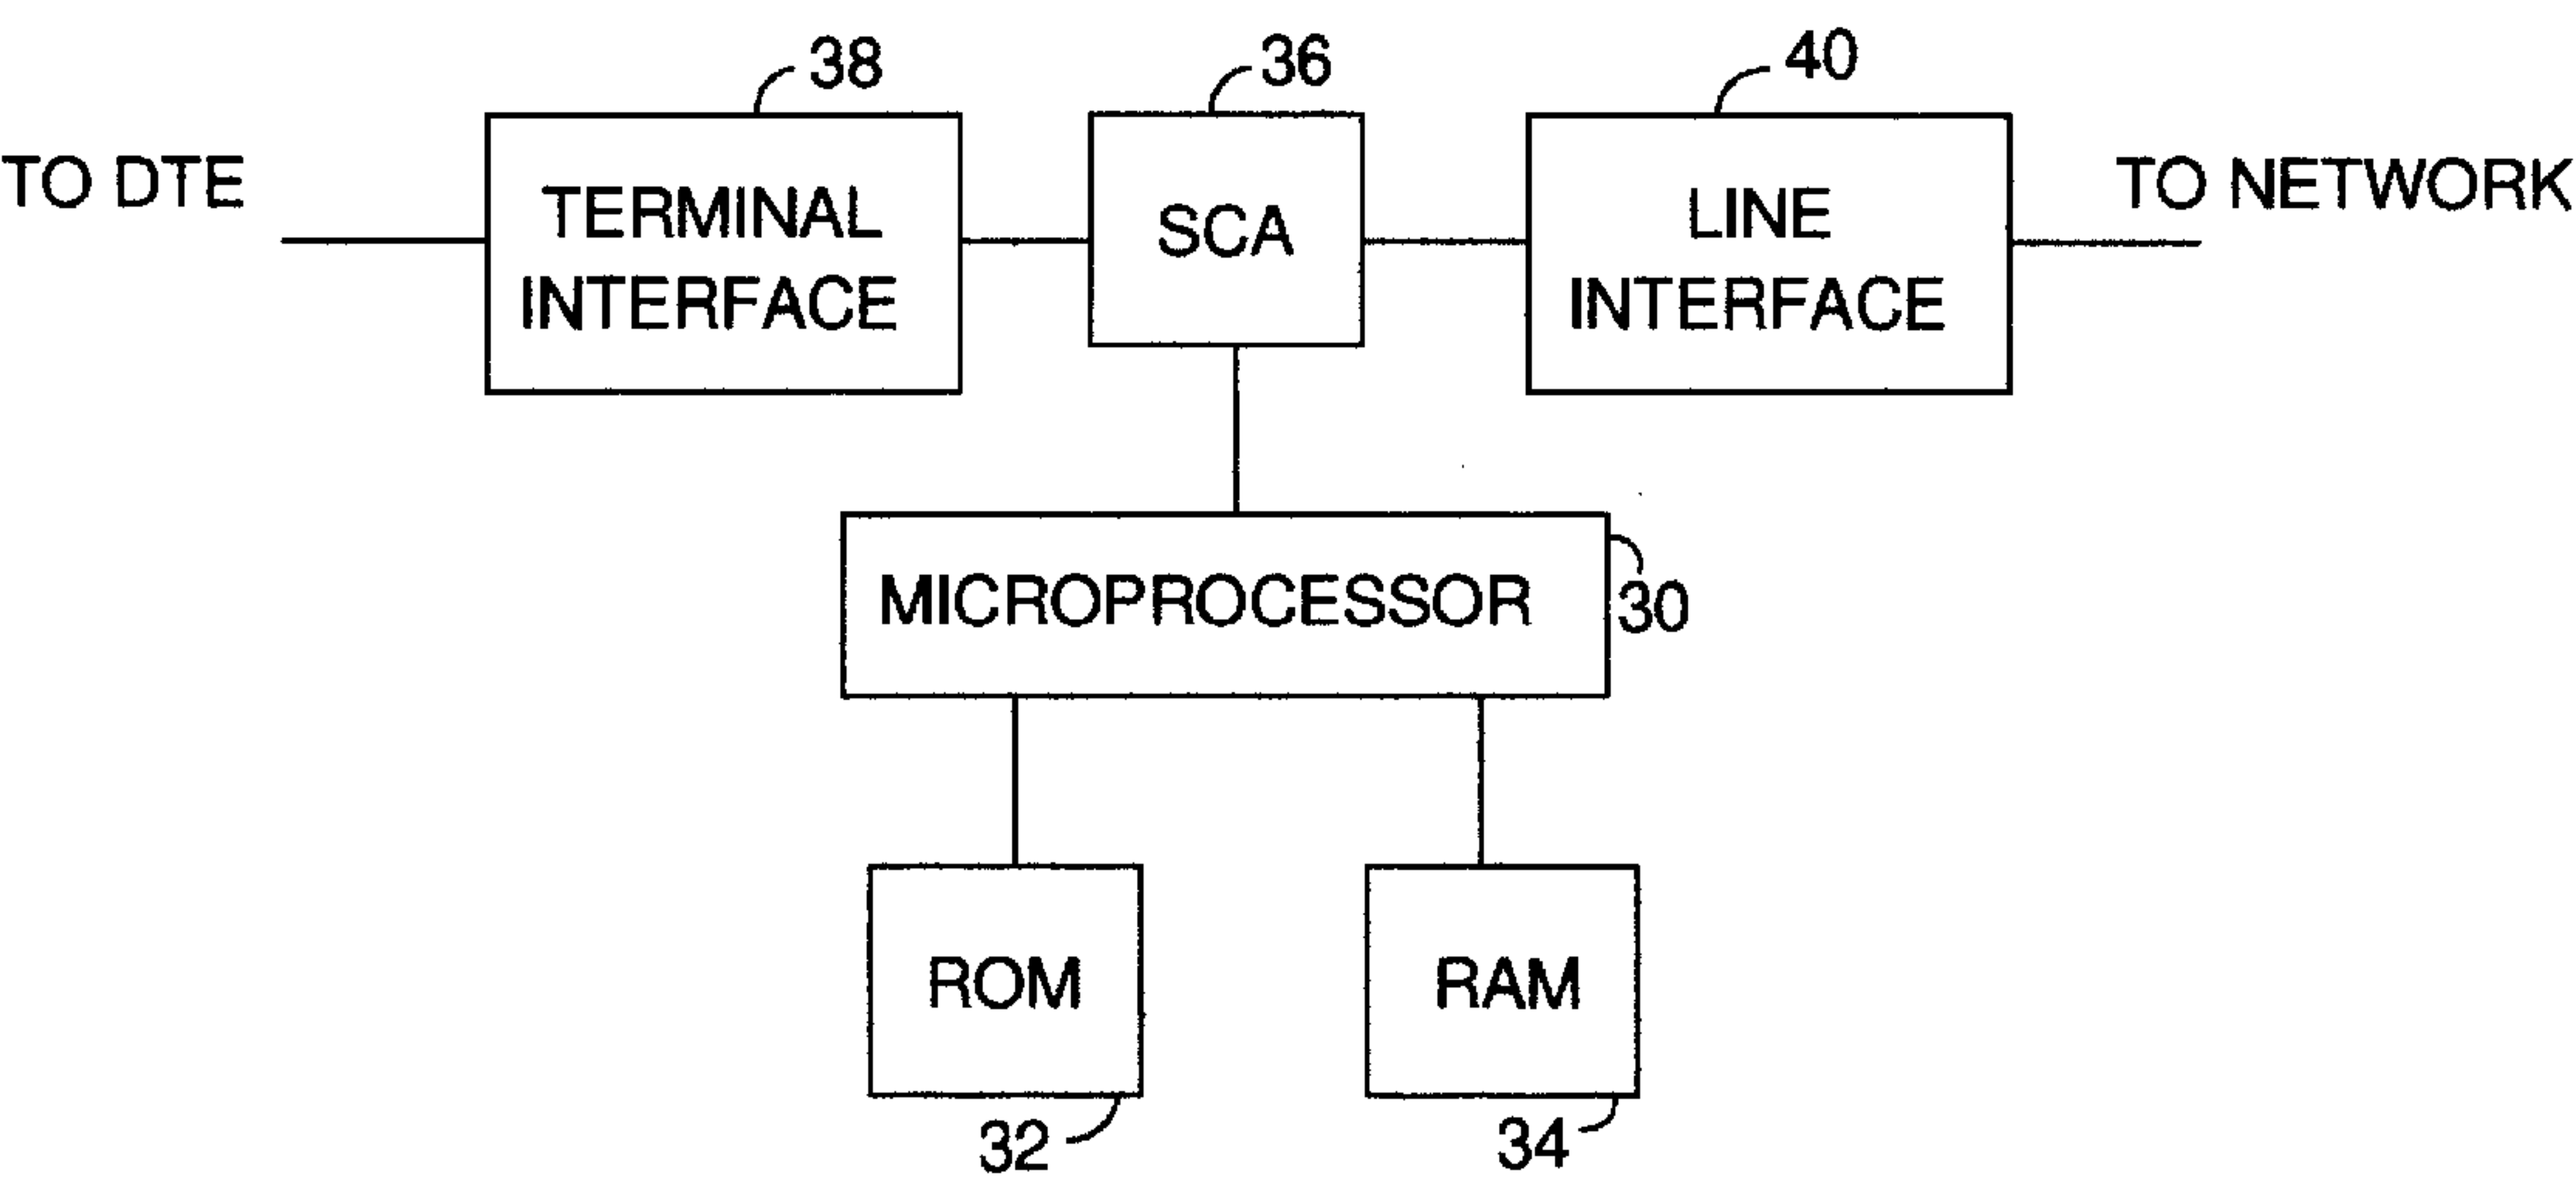 38
36
40
TO DTE
TERMINAL
INTERFACE
SCA
LINE
INTERFACE
TO NETWORK
MICROPROCESSOR
30
ROM
RAM
32
34